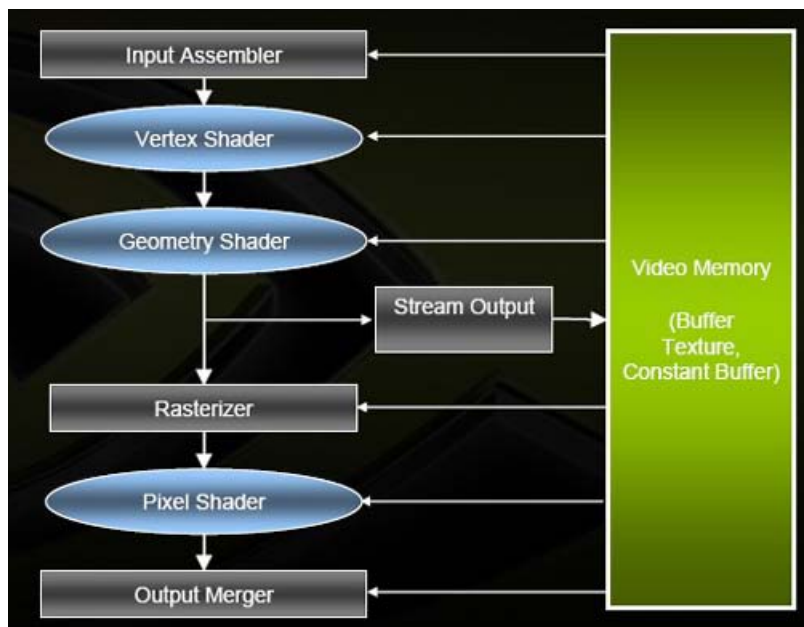 Input Assembler
Vertex Shader
Geometry Shader
Stream Output
Rasterizer
Pixel Shader
Output Merger
Video Memory
(Buffer
Texture,
Constant Buffer)